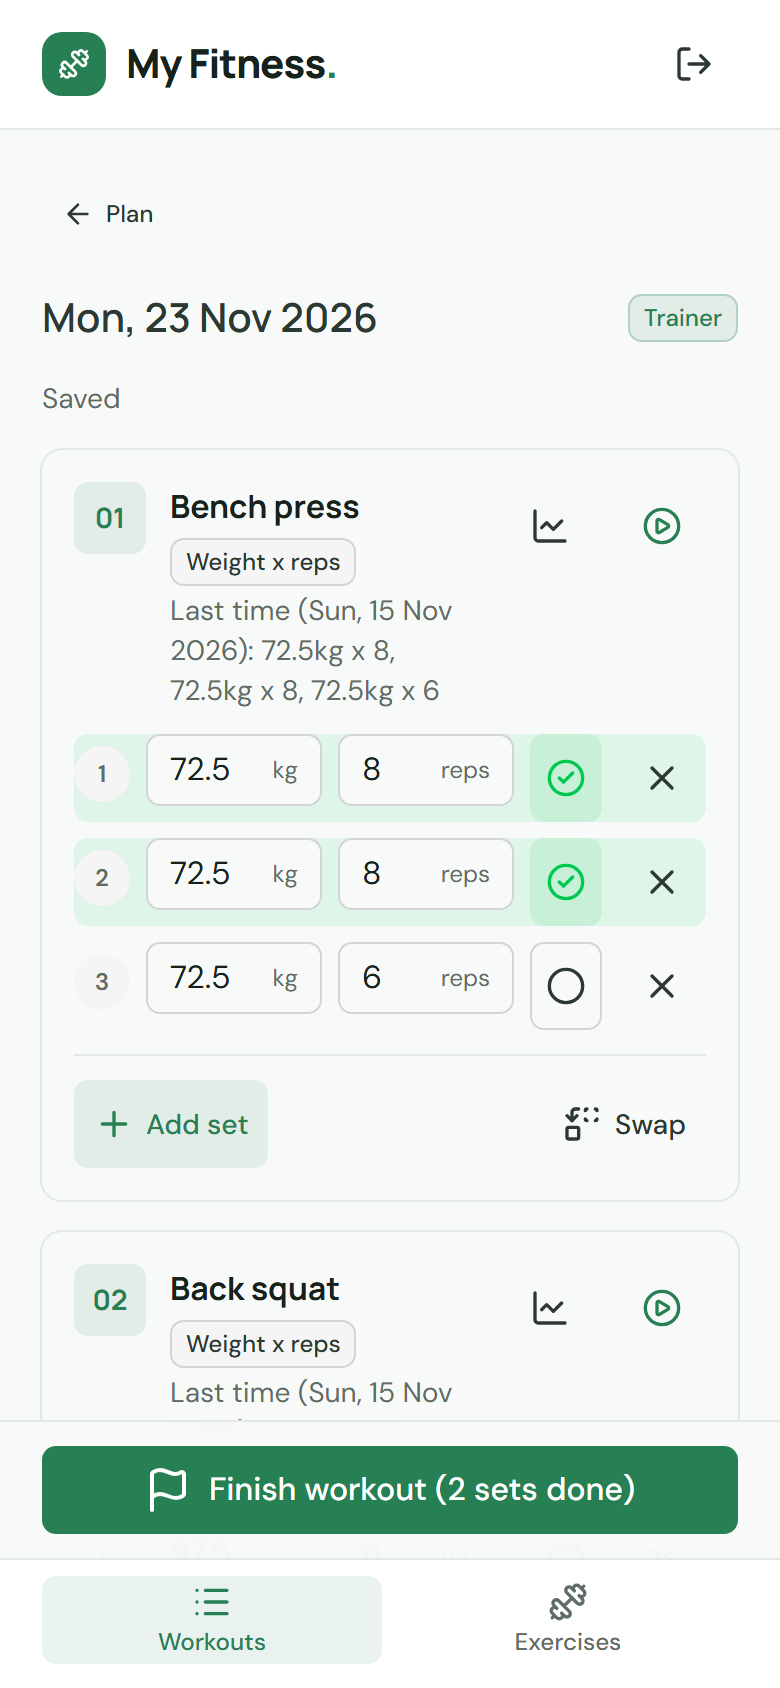 My Fitness.
Plan
Mon, 23 Nov 2026
Trainer
Saved
01
Bench press
Weight x reps
Last time (Sun, 15 Nov
2026): 72.5kg x 8,
72.5kg x 8, 72.5kg x 6
1 72.5 kg 8 reps
2 72.5 kg 8 reps
3 72.5 kg 6 reps
Add set
Swap
02
Back squat
Weight x reps
Last time (Sun, 15 Nov
Finish workout (2 sets done)
Workouts
Exercises